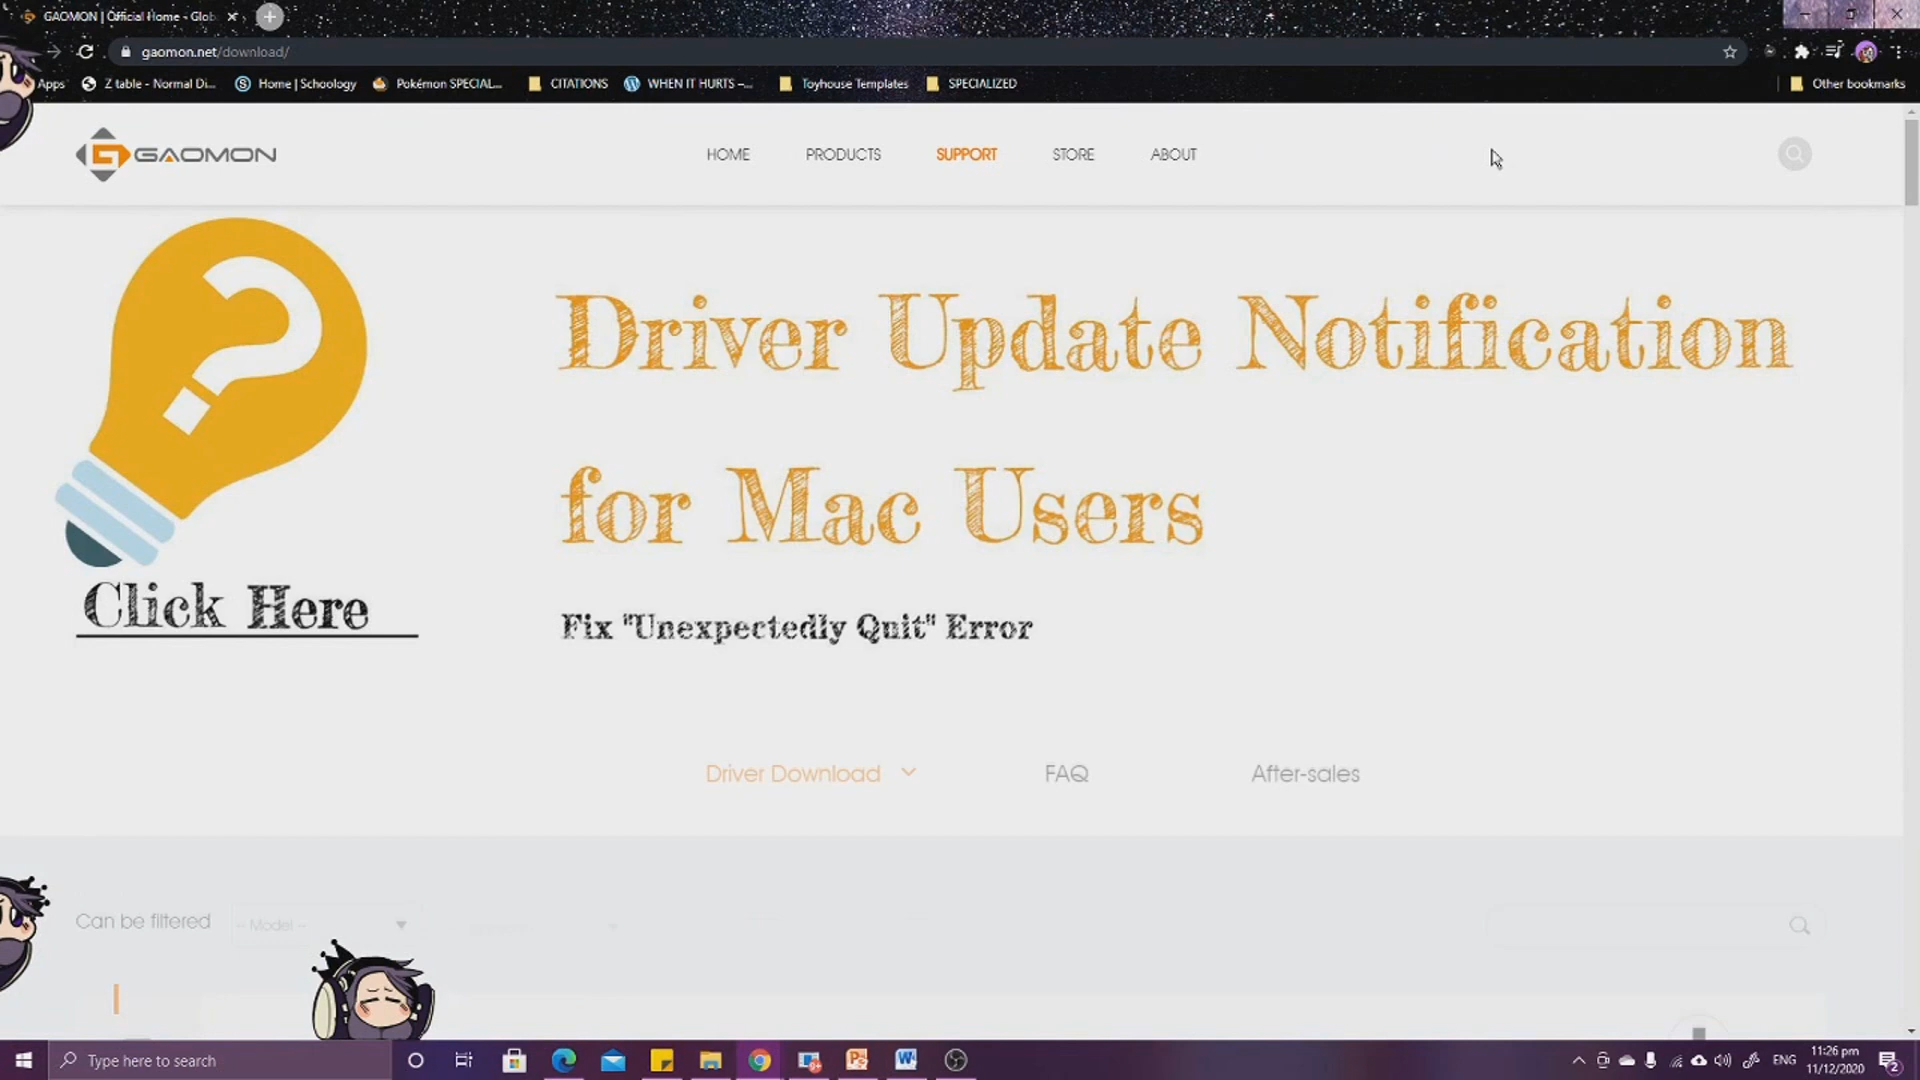 GAOMON | Official Home - Glob
gaomon.net/download/
Apps
Z table - Normal Di...
Home | Schoology
Pokémon SPECIAL...
CITATIONS
WHEN IT HURTS –...
Toyhouse Templates
SPECIALIZED
Other bookmarks
GAOMON
HOME
PRODUCTS
SUPPORT
STORE
ABOUT
Driver Update Notification
for Mac Users
Click Here
Fix "Unexpectedly Quit" Error
Driver Download
FAQ
After-sales
Can be filtered
-- Model --
Type here to search
ENG
11:26 pm
11/12/2020
2